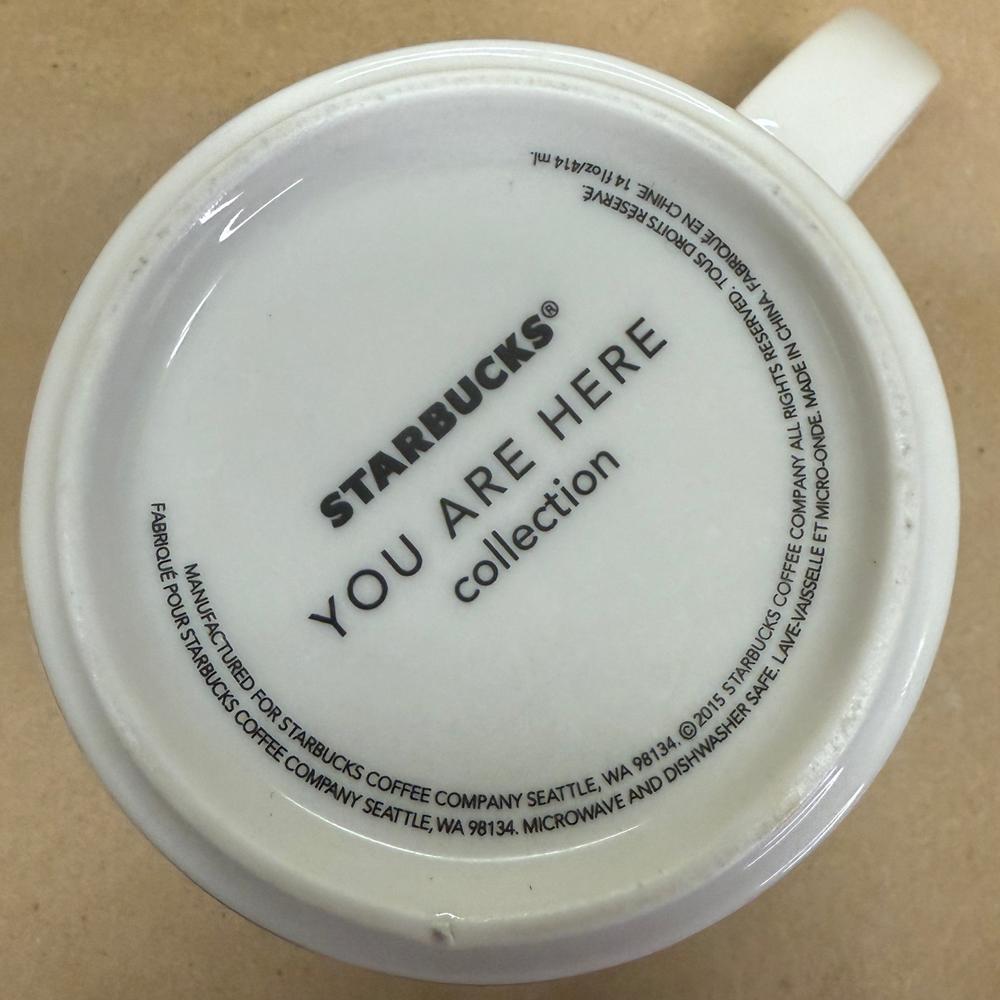 STARBUCKS®
YOU ARE HERE
collection
MANUFACTURED FOR STARBUCKS COFFEE COMPANY SEATTLE, WA 98134. ©2015 STARBUCKS COFFEE COMPANY ALL RIGHTS RESERVED. TOUS DROITS RÉSERVÉ.
FABRIQUÉ POUR STARBUCKS COFFEE COMPANY SEATTLE, WA 98134. MICROWAVE AND DISHWASHER SAFE. LAVE-VAISSELLE ET MICRO-ONDE. MADE IN CHINA. FABRIQUÉ EN CHINE. 14 fl oz/414 ml.